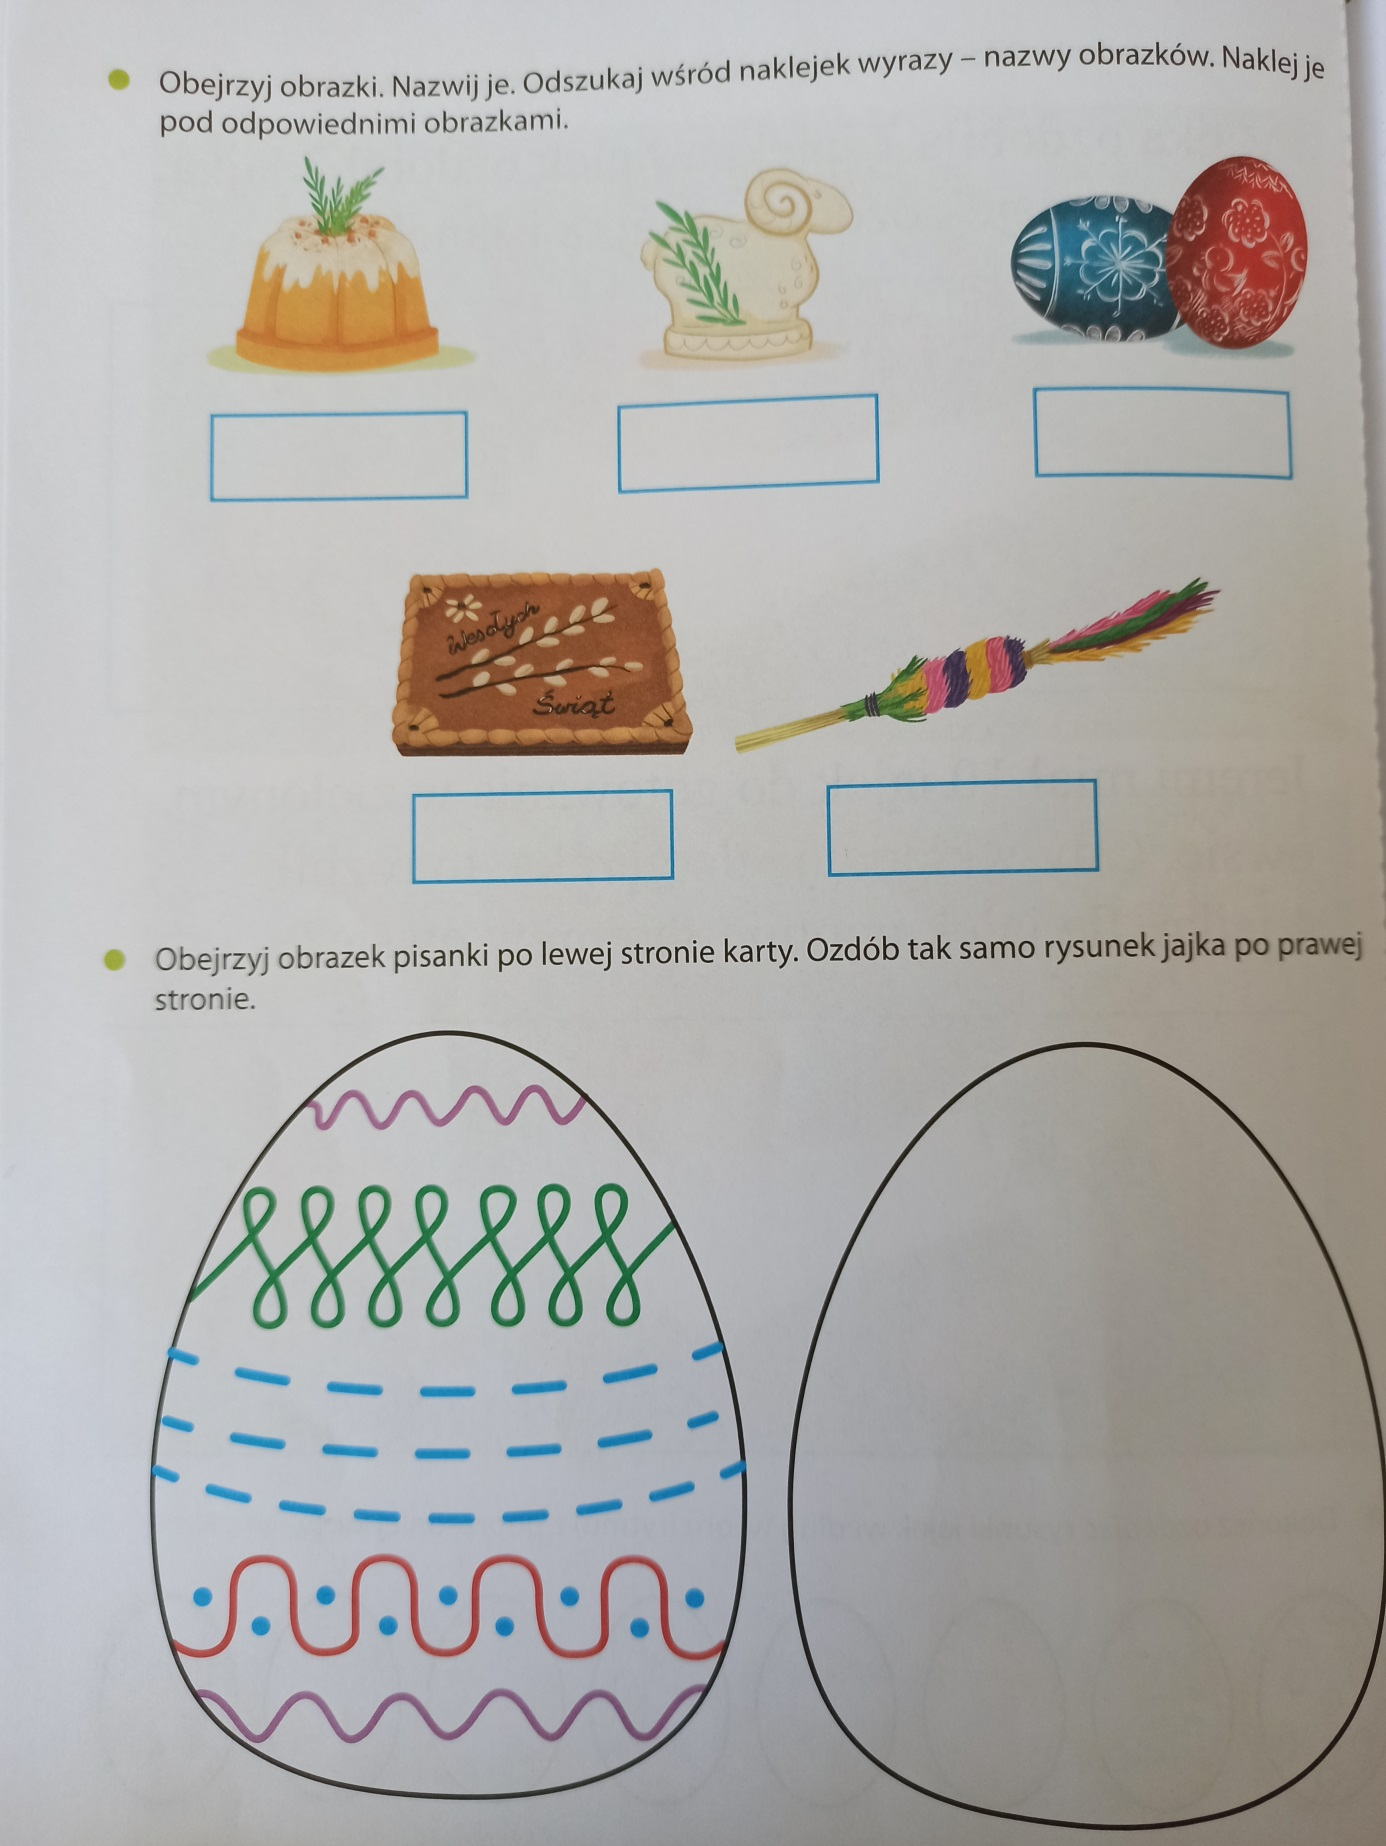 Obejrzyj obrazki. Nazwij je. Odszukaj wśród naklejek wyrazy – nazwy obrazków. Naklej je
pod odpowiednimi obrazkami.
Wesołych
Świąt
Obejrzyj obrazek pisanki po lewej stronie karty. Ozdób tak samo rysunek jajka po prawej
stronie.